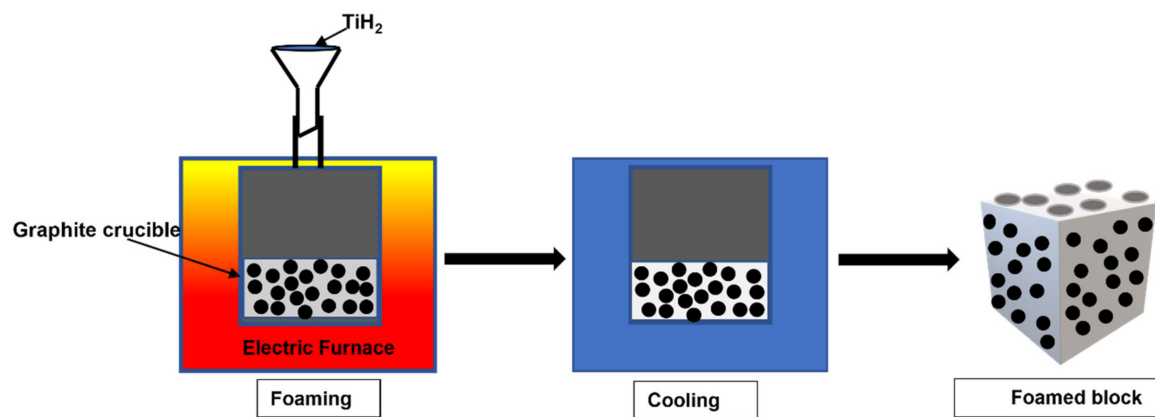 TiH₂
Graphite crucible
Electric Furnace
Foaming
Cooling
Foamed block